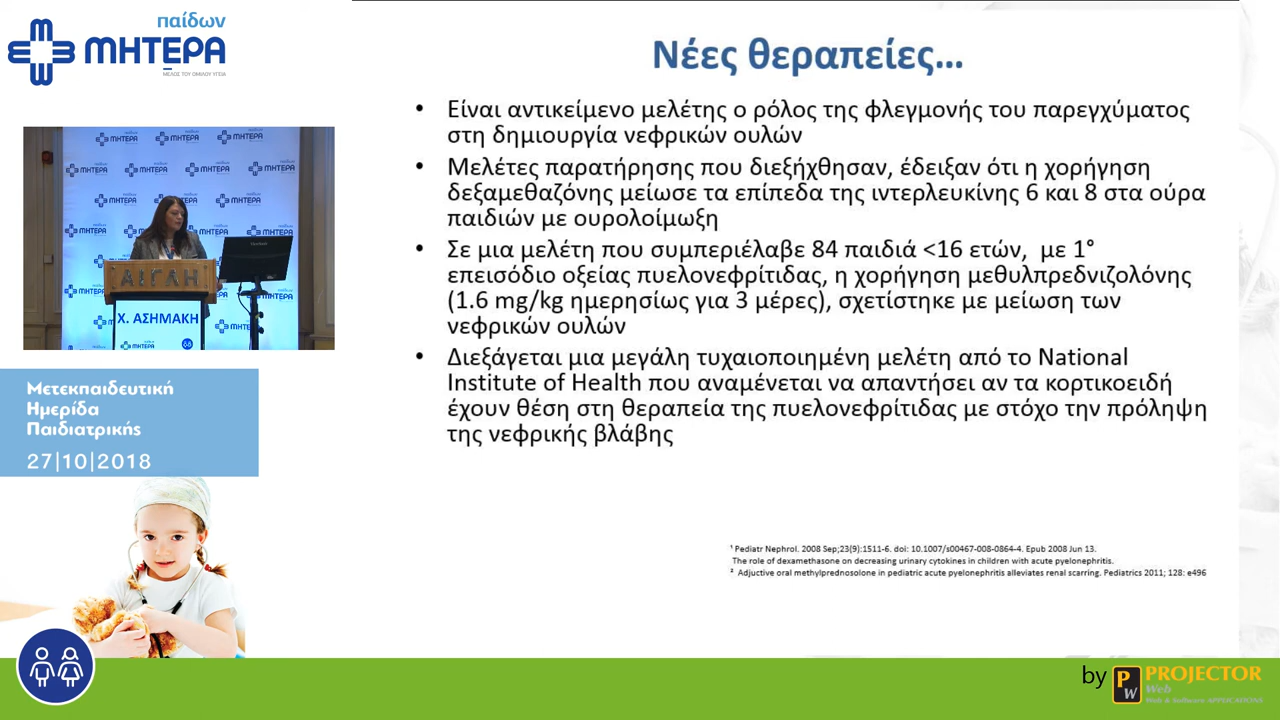 παίδων
ΜΗΤΕΡΑ
ΜΕΛΟΣ ΤΟΥ ΟΜΙΛΟΥ ΥΓΕΙΑ
ΑΙΓΛΗ
Χ. ΑΣΗΜΑΚΗ
Μετεκπαιδευτική
Ημερίδα
Παιδιατρικής
27|10|2018
Νέες θεραπείες...
• Είναι αντικείμενο μελέτης ο ρόλος της φλεγμονής του παρεγχύματος
στη δημιουργία νεφρικών ουλών
• Μελέτες παρατήρησης που διεξήχθησαν, έδειξαν ότι η χορήγηση
δεξαμεθαζόνης μείωσε τα επίπεδα της ιντερλευκίνης 6 και 8 στα ούρα
παιδιών με ουρολοίμωξη
• Σε μια μελέτη που συμπεριέλαβε 84 παιδιά <16 ετών, με 1°
επεισόδιο οξείας πυελονεφρίτιδας, η χορήγηση μεθυλπρεδνιζολόνης
(1.6 mg/kg ημερησίως για 3 μέρες), σχετίστηκε με μείωση των
νεφρικών ουλών
• Διεξάγεται μια μεγάλη τυχαιοποιημένη μελέτη από το National
Institute of Health που αναμένεται να απαντήσει αν τα κορτικοειδή
έχουν θέση στη θεραπεία της πυελονεφρίτιδας με στόχο την πρόληψη
της νεφρικής βλάβης
¹ Pediatr Nephrol. 2008 Sep;23(9):1511-6. doi: 10.1007/s00467-008-0864-4. Epub 2008 Jun 13.
The role of dexamethasone on decreasing urinary cytokines in children with acute pyelonephritis.
² Adjuctive oral methylprednosolone in pediatric acute pyelonephritis alleviates renal scarring. Pediatrics 2011; 128: e496
by PW PROJECTOR
Web
Web & Software APPLICATIONS